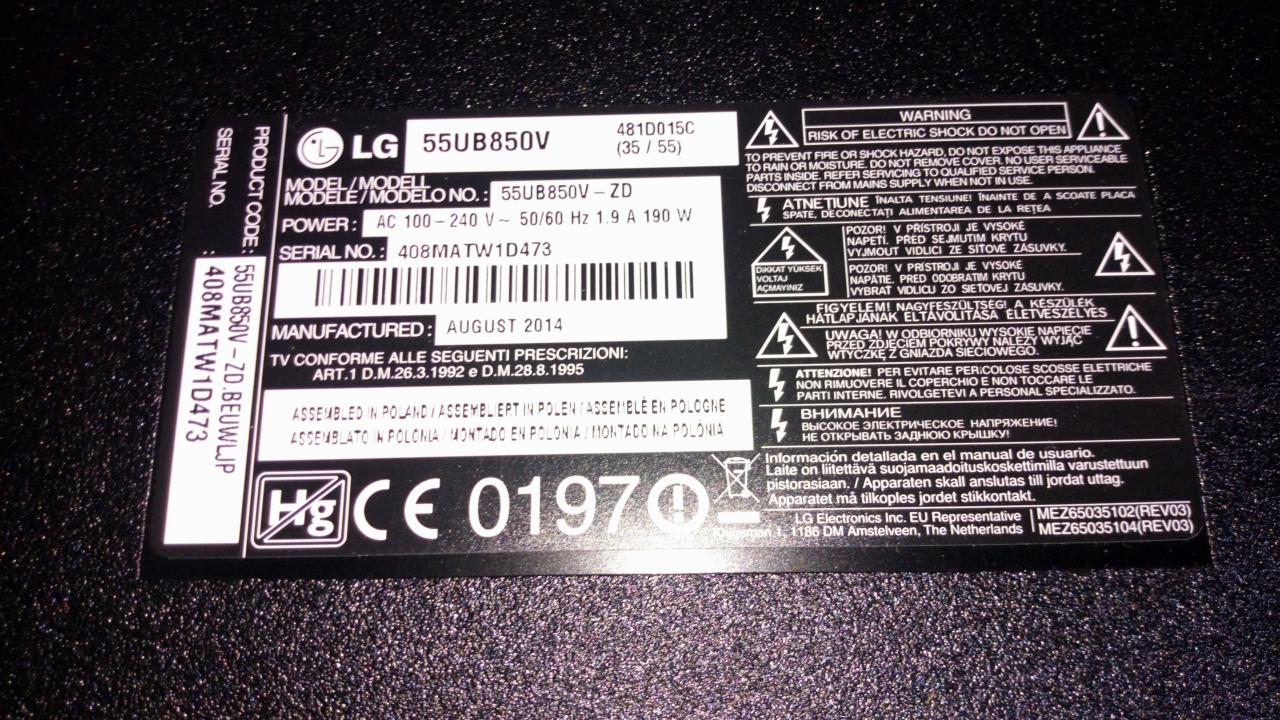 SERIAL NO. : 408MATW1D473
PRODUCT CODE : 55UB850V-ZD.BEUWLJP
LG 55UB850V 481D015C
(35 / 55)
MODEL / MODELL
MODELE / MODELO NO. : 55UB850V-ZD
POWER : AC 100-240 V~ 50/60 Hz 1.9 A 190 W
SERIAL NO. : 408MATW1D473
MANUFACTURED : AUGUST 2014
TV CONFORME ALLE SEGUENTI PRESCRIZIONI:
ART.1 D.M.26.3.1992 e D.M.28.8.1995
ASSEMBLED IN POLAND / ASSEMBLIERT IN POLEN / ASSEMBLÉ EN POLOGNE
ASSEMBLATO IN POLONIA / MONTADO EN POLONIA / MONTADO NA POLÓNIA
Hg CE 0197
WARNING
RISK OF ELECTRIC SHOCK DO NOT OPEN
TO PREVENT FIRE OR SHOCK HAZARD, DO NOT EXPOSE THIS APPLIANCE
TO RAIN OR MOISTURE. DO NOT REMOVE COVER. NO USER SERVICEABLE
PARTS INSIDE. REFER SERVICING TO QUALIFIED SERVICE PERSON.
DISCONNECT FROM MAINS SUPPLY WHEN NOT IN USE.
ATNEȚIUNE ÎNALTA TENSIUNE! ÎNAINTE DE A SCOATE PLACA
SPATE, DECONECTAȚI ALIMENTAREA DE LA REȚEA
DiKKAT YÜKSEK
VOLTAJ
AÇMAYINIZ
POZOR! V PŘÍSTROJI JE VYSOKÉ
NAPETÍ, PŘED SEJMUTIM KRYTU
VYJMOUT VIDLICI ZE SÍTOVE ZÁSUVKY.
POZOR! V PŘÍSTROJI JE VYSOKÉ
NAPÄTIE, PRED ODOBRATIM KRYTU
VYBRAT VIDLICU ZO SIETOVEJ ZÁSUVKY.
FIGYELEM! NAGYFESZÜLTSÉG! A KÉSZÜLÉK
HÁTLAPJÁNAK ELTÁVOLÍTÁSA ÉLETVESZÉLYES
UWAGA! W ODBIORNIKU WYSOKIE NAPIĘCIE
PRZED ZDJĘCIEM POKRYWY NALEŻY WYJĄĆ
WTYCZKĘ Z GNIAZDA SIECIOWEGO.
ATTENZIONE! PER EVITARE PERICOLOSE SCOSSE ELETTRICHE
NON RIMUOVERE IL COPERCHIO E NON TOCCARE LE
PARTI INTERNE. RIVOLGETEVI A PERSONAL SPECIALIZZATO.
ВНИМАНИЕ
ВЫСОКОЕ ЭЛЕКТРИЧЕСКОЕ НАПРЯЖЕНИЕ!
НЕ ОТКРЫВАТЬ ЗАДНЮЮ КРЫШКУ!
Información detallada en el manual de usuario.
Laite on liitettävä suojamaadoituskoskettimilla varustettuun
pistorasiaan. / Apparaten skall anslutas till jordat uttag.
Apparatet må tilkoples jordet stikkontakt.
LG Electronics Inc. EU Representative
Krijgsman 1, 1186 DM Amstelveen, The Netherlands
MEZ65035102(REV03)
MEZ65035104(REV03)